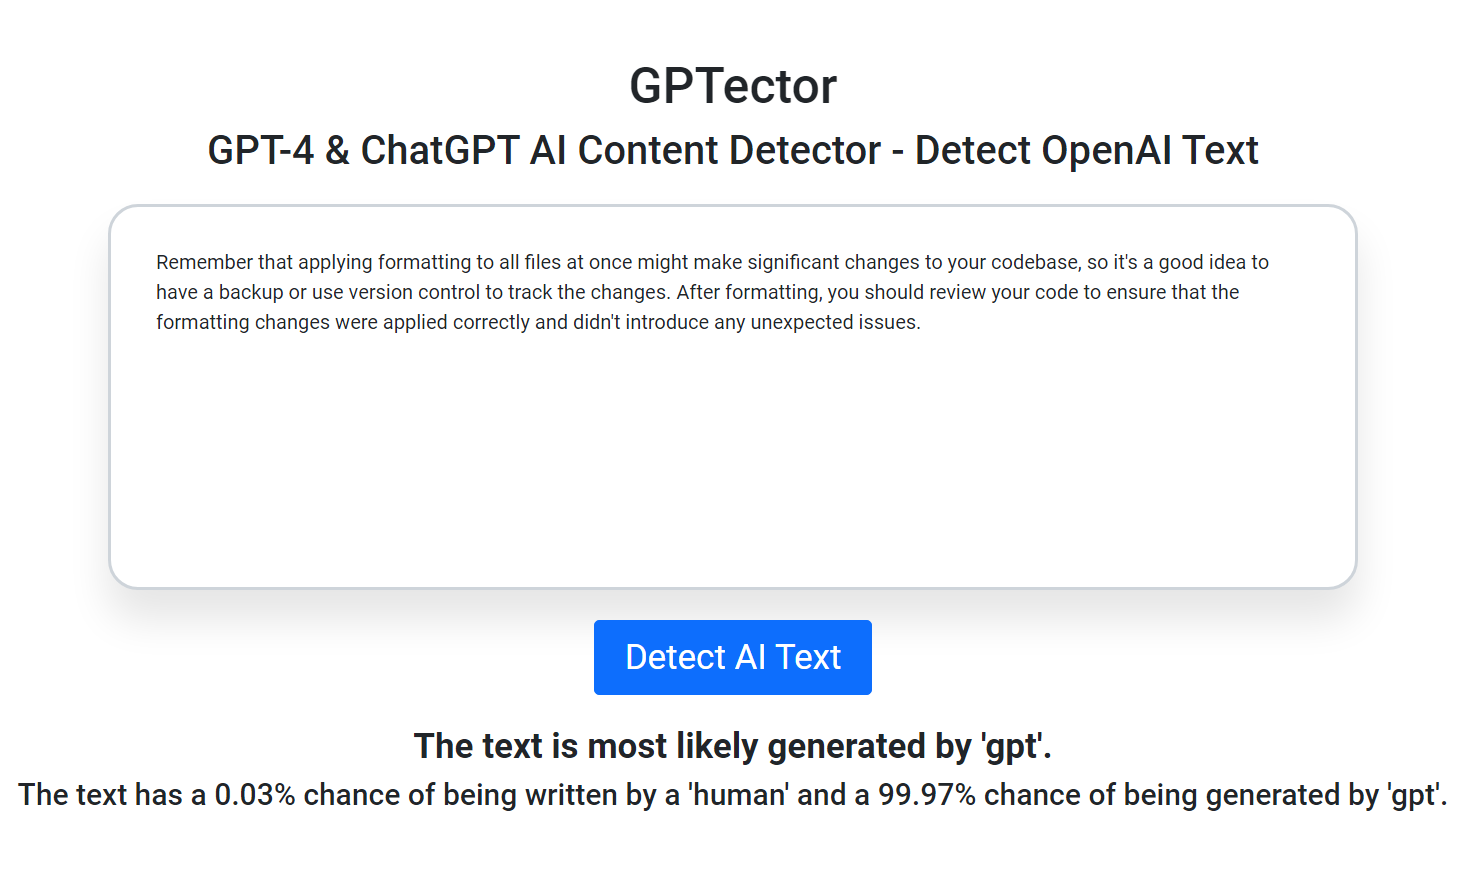 GPTector
GPT-4 & ChatGPT AI Content Detector - Detect OpenAI Text
Remember that applying formatting to all files at once might make significant changes to your codebase, so it's a good idea to
have a backup or use version control to track the changes. After formatting, you should review your code to ensure that the
formatting changes were applied correctly and didn't introduce any unexpected issues.
Detect AI Text
The text is most likely generated by 'gpt'.
The text has a 0.03% chance of being written by a 'human' and a 99.97% chance of being generated by 'gpt'.